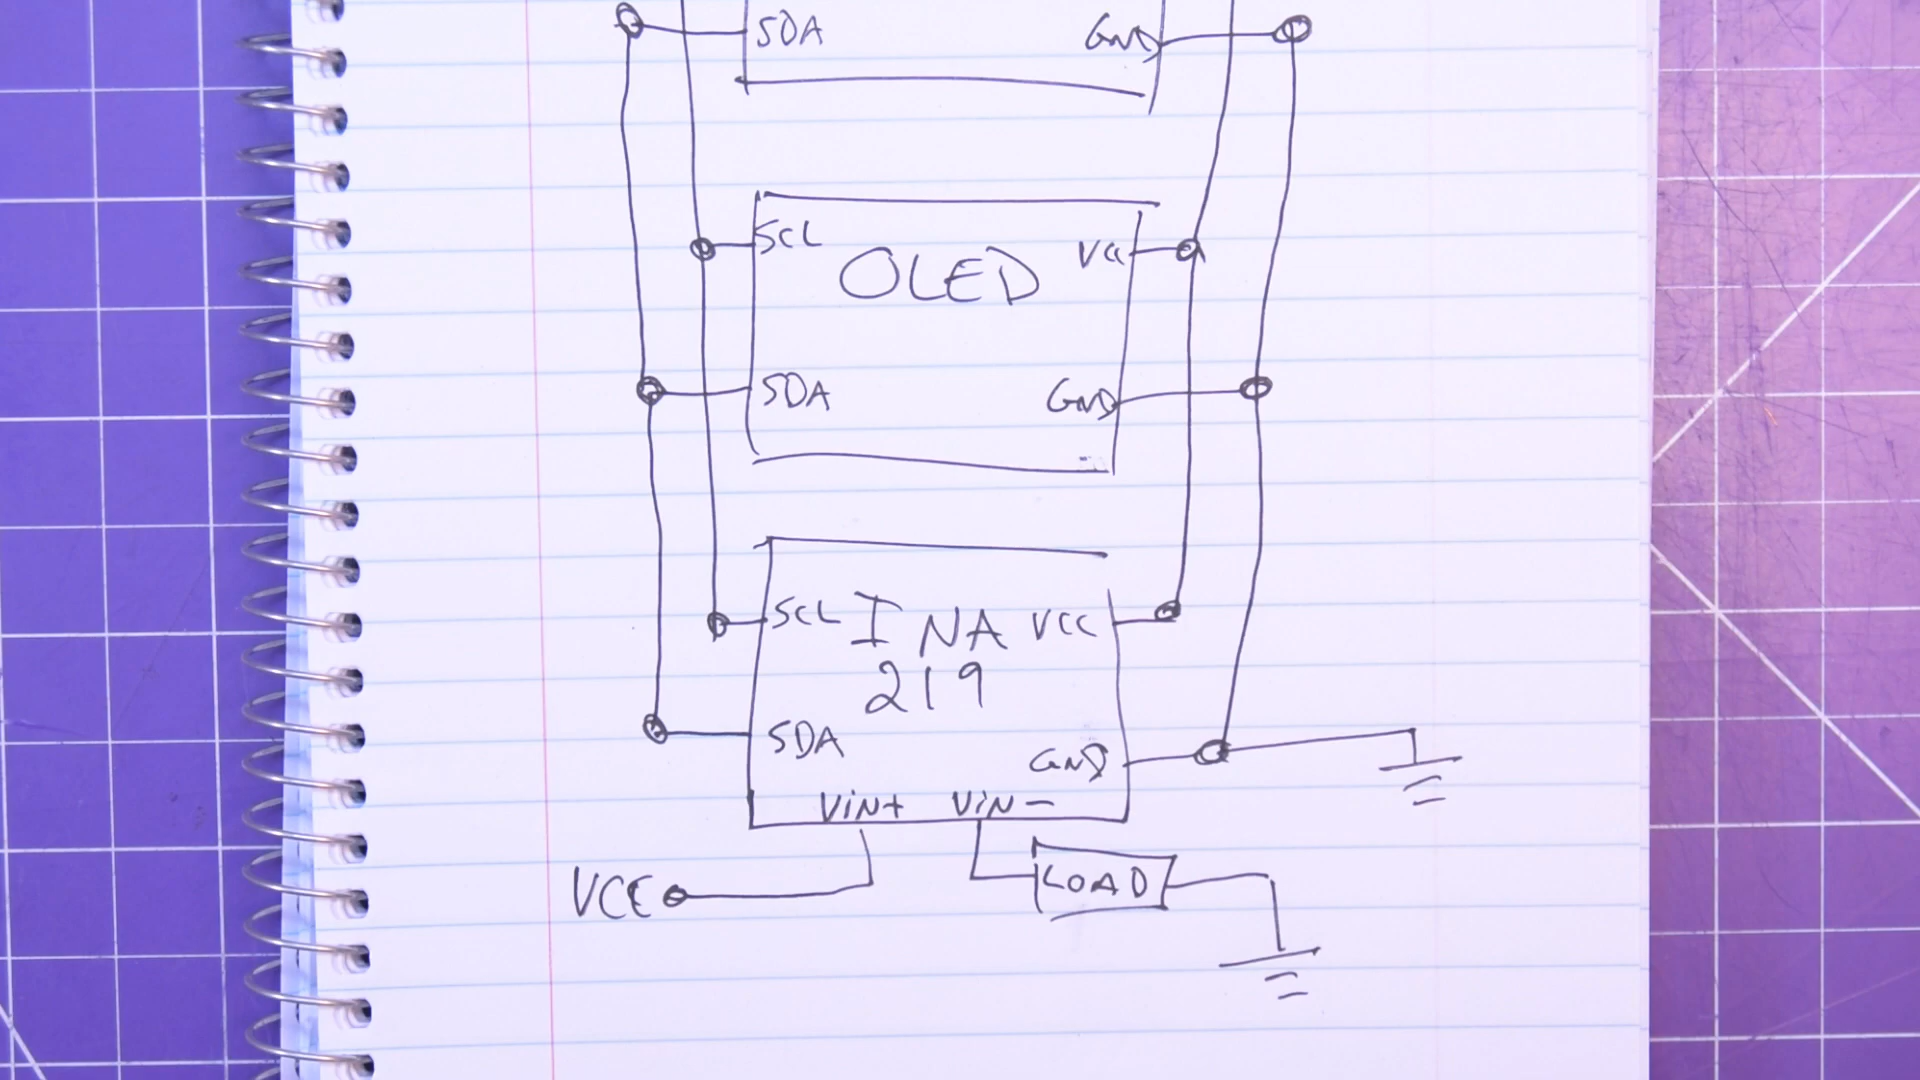 SDA GND
SCL OLED VCC
SDA GND
SCL INA VCC
219
SDA GND
VIN+ VIN-
VCC LOAD